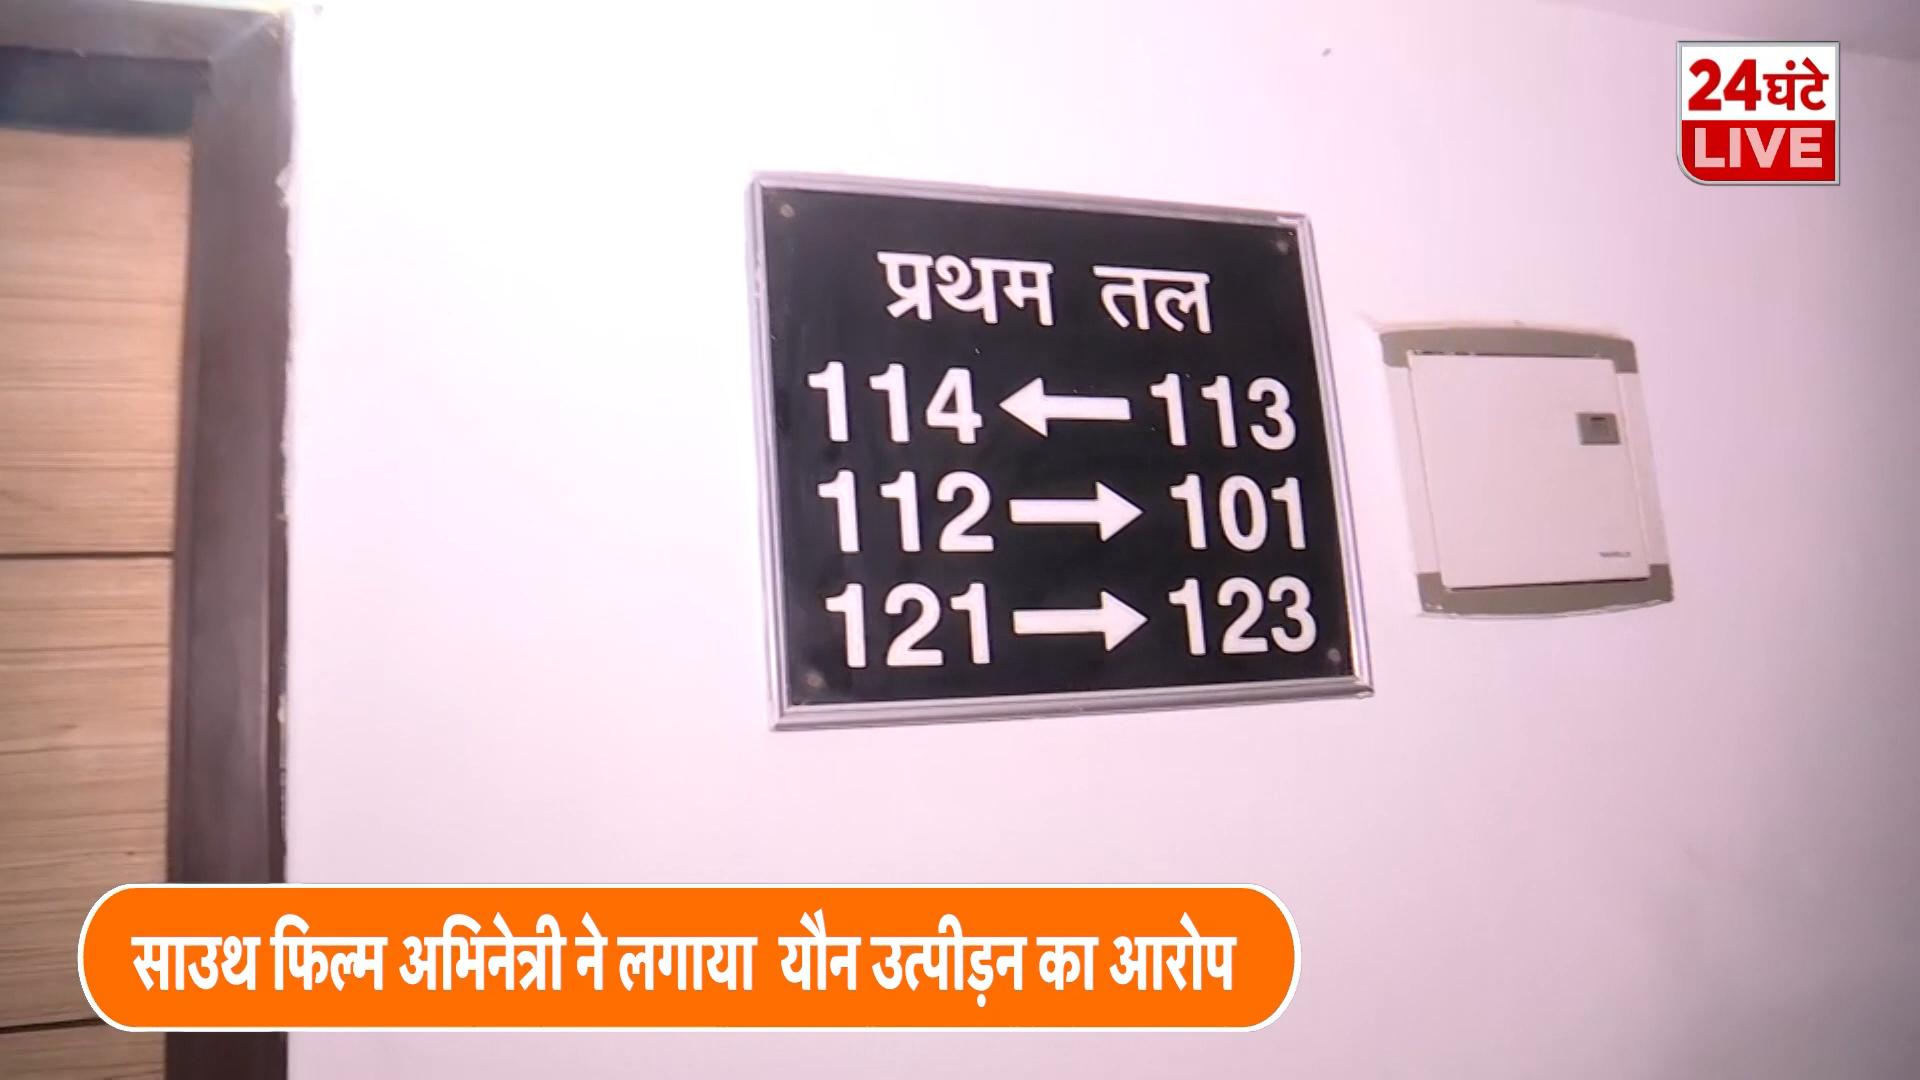 24घंटे
LIVE
प्रथम तल
114 ← 113
112 → 101
121 → 123
साउथ फिल्म अभिनेत्री ने लगाया यौन उत्पीड़न का आरोप